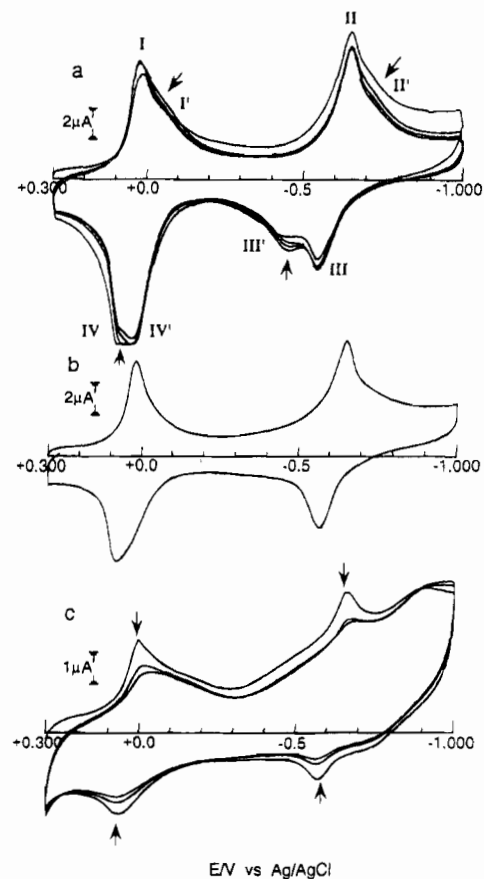 I
II
a
I'
II'
2μA
+0.300
+0.0
-0.5
-1.000
III'
III
IV
IV'
b
2μA
+0.300
+0.0
-0.5
-1.000
c
1μA
+0.300
+0.0
-0.5
-1.000
E/V vs Ag/AgCl